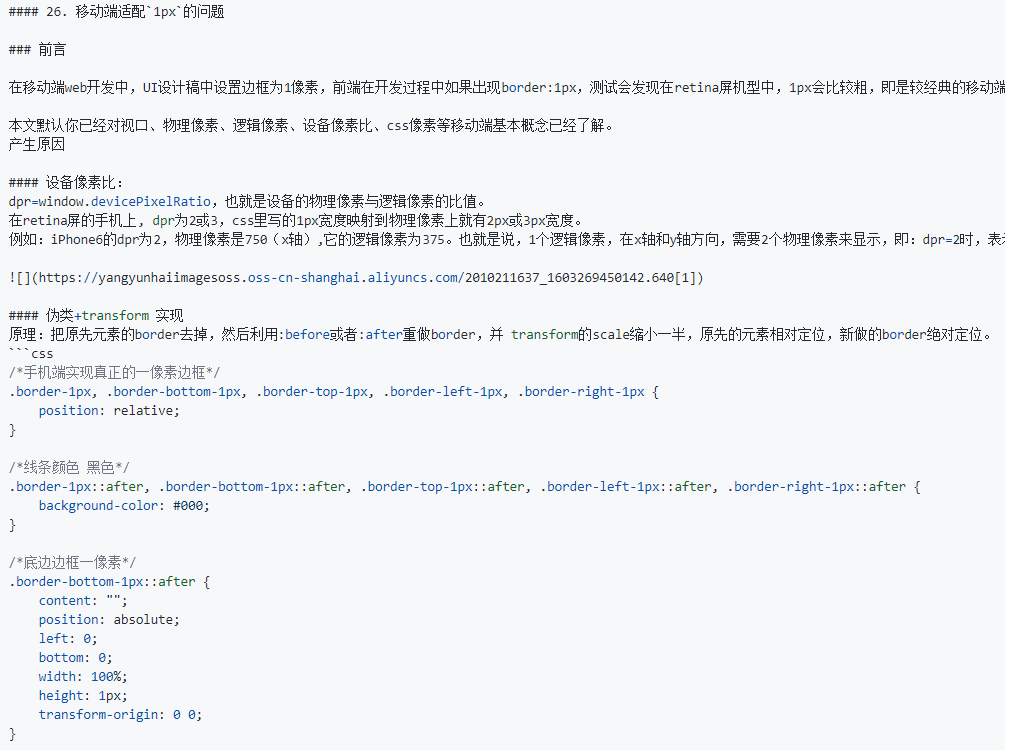 #### 26. 移动端适配`1px`的问题
### 前言
在移动端web开发中，UI设计稿中设置边框为1像素，前端在开发过程中如果出现border:1px，测试会发现在retina屏机型中，1px会比较粗，即是较经典的移动端
本文默认你已经对视口、物理像素、逻辑像素、设备像素比、css像素等移动端基本概念已经了解。
产生原因
#### 设备像素比：
dpr=window.devicePixelRatio，也就是设备的物理像素与逻辑像素的比值。
在retina屏的手机上, dpr为2或3，css里写的1px宽度映射到物理像素上就有2px或3px宽度。
例如：iPhone6的dpr为2，物理像素是750（x轴）,它的逻辑像素为375。也就是说，1个逻辑像素，在x轴和y轴方向，需要2个物理像素来显示，即：dpr=2时，表示
![](https://yangyunhaiimagesoss.oss-cn-shanghai.aliyuncs.com/2010211637_1603269450142.640[1])
#### 伪类+transform 实现
原理：把原先元素的border去掉，然后利用:before或者:after重做border，并 transform的scale缩小一半，原先的元素相对定位，新做的border绝对定位。
```css
/*手机端实现真正的一像素边框*/
.border-1px, .border-bottom-1px, .border-top-1px, .border-left-1px, .border-right-1px {
    position: relative;
}
/*线条颜色 黑色*/
.border-1px::after, .border-bottom-1px::after, .border-top-1px::after, .border-left-1px::after, .border-right-1px::after {
    background-color: #000;
}
/*底边边框一像素*/
.border-bottom-1px::after {
    content: "";
    position: absolute;
    left: 0;
    bottom: 0;
    width: 100%;
    height: 1px;
    transform-origin: 0 0;
}